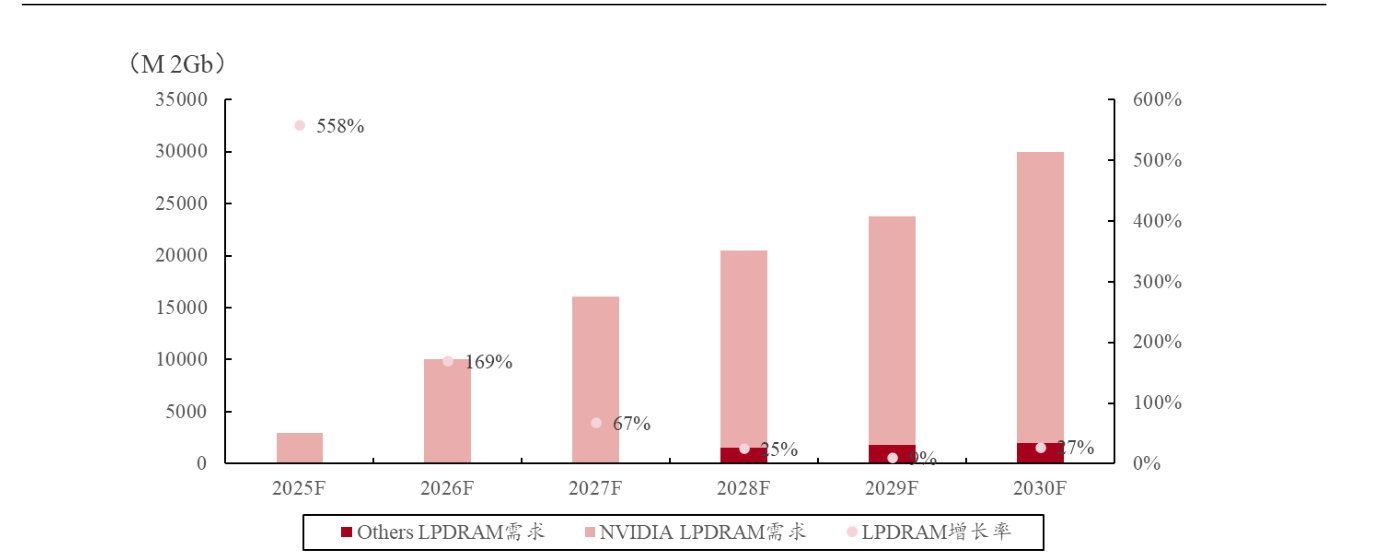 （M 2Gb）
35000 600%
558%
30000 500%
25000 400%
20000 300%
15000 200%
10000 169%
5000 67% 100%
25% 9% 27%
0 0%
2025F 2026F 2027F 2028F 2029F 2030F
Others LPDRAM需求 NVIDIA LPDRAM需求 LPDRAM增长率